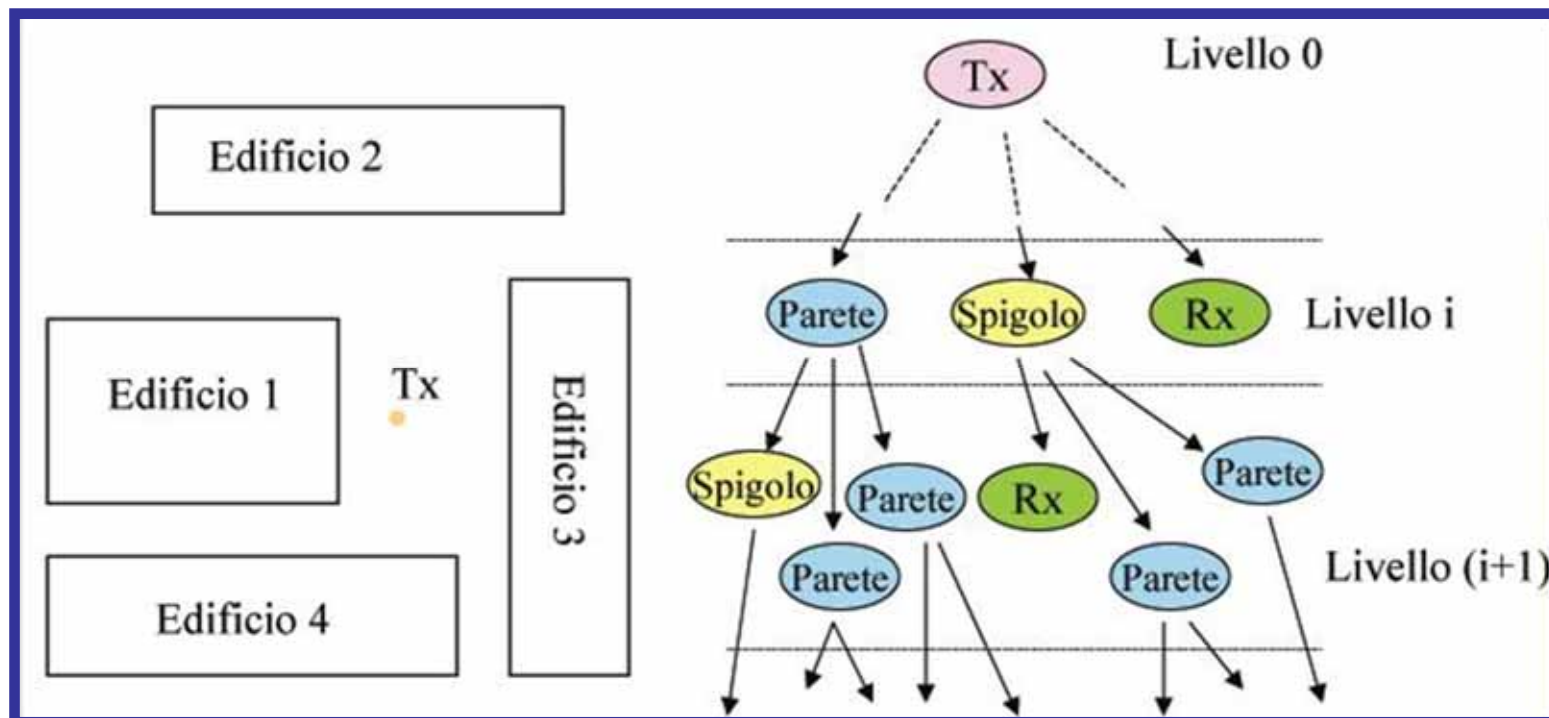 Edificio 2
Edificio 1
Tx
Edificio 3
Edificio 4
Tx
Livello 0
Parete
Spigolo
Rx
Livello i
Spigolo
Parete
Rx
Parete
Parete
Parete
Livello (i+1)